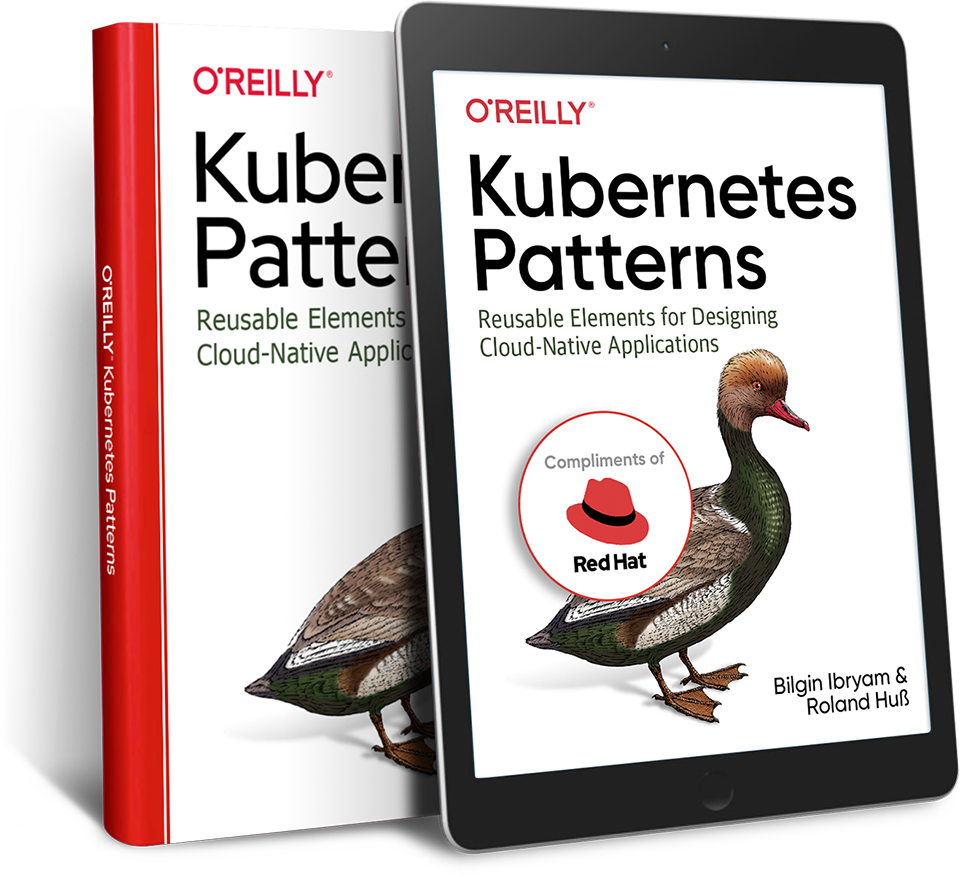 O'REILLY®
Kuber
Patte
Reusable Elements
Cloud-Native Applic
O'REILLY™ Kubernetes Patterns
O'REILLY®
Kubernetes
Patterns
Reusable Elements for Designing
Cloud-Native Applications
Compliments of
Red Hat
Bilgin Ibryam &
Roland Huß